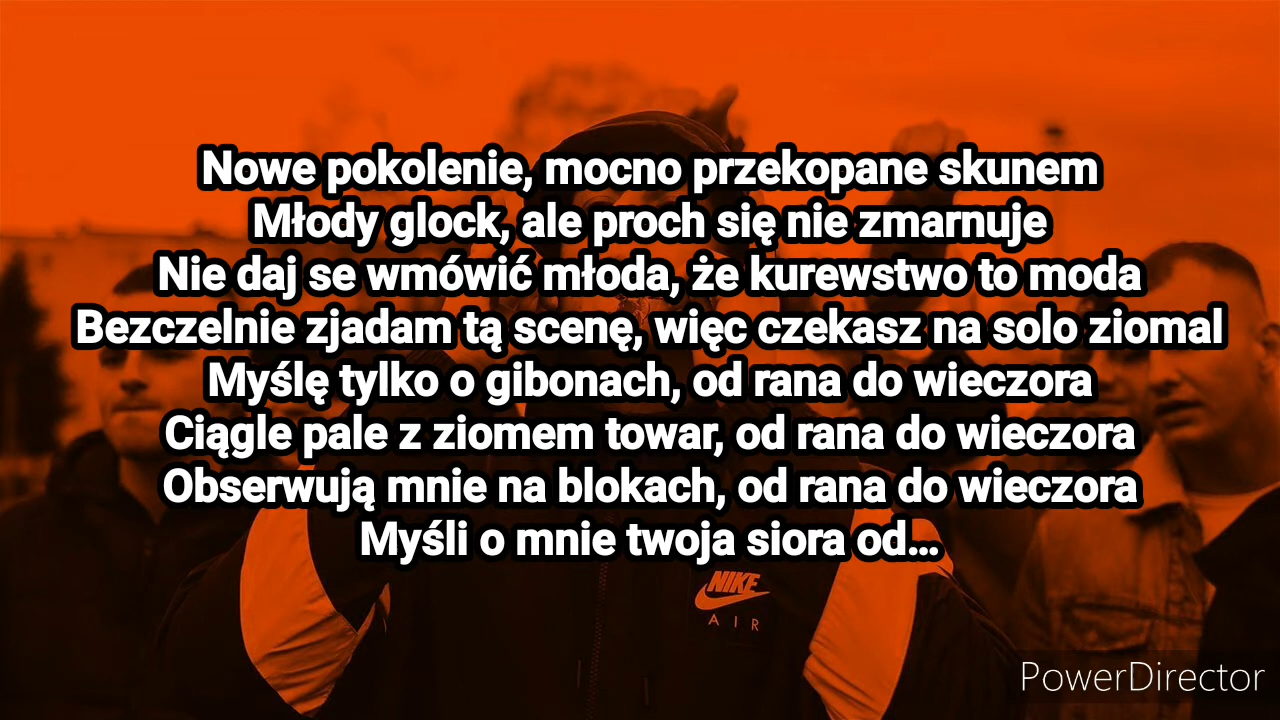 Nowe pokolenie, mocno przekopane skunem
Młody glock, ale proch się nie zmarnuje
Nie daj se wmówić młoda, że kurewstwo to moda
Bezczelnie zjadam tą scenę, więc czekasz na solo ziomal
Myślę tylko o gibonach, od rana do wieczora
Ciągle pale z ziomem towar, od rana do wieczora
Obserwują mnie na blokach, od rana do wieczora
Myśli o mnie twoja siora od...
NIKE
AIR
PowerDirector